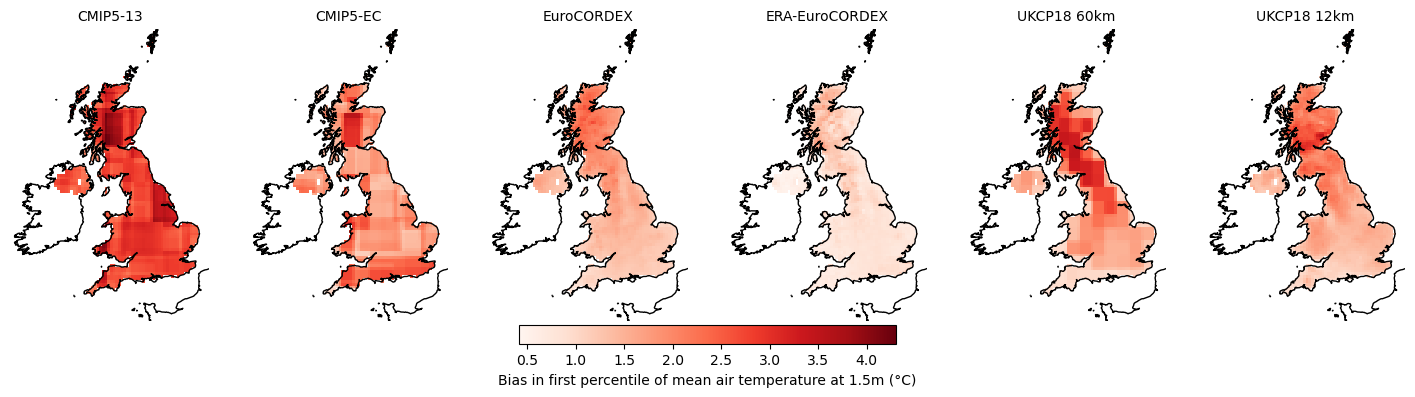 CMIP5-13 CMIP5-EC EuroCORDEX ERA-EuroCORDEX UKCP18 60km UKCP18 12km
0.5 1.0 1.5 2.0 2.5 3.0 3.5 4.0
Bias in first percentile of mean air temperature at 1.5m (°C)